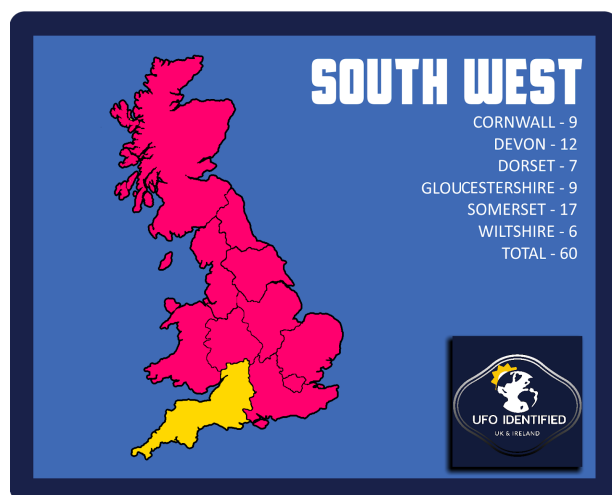 SOUTH WEST
CORNWALL - 9
DEVON - 12
DORSET - 7
GLOUCESTERSHIRE - 9
SOMERSET - 17
WILTSHIRE - 6
TOTAL - 60
UFO IDENTIFIED
UK & IRELAND